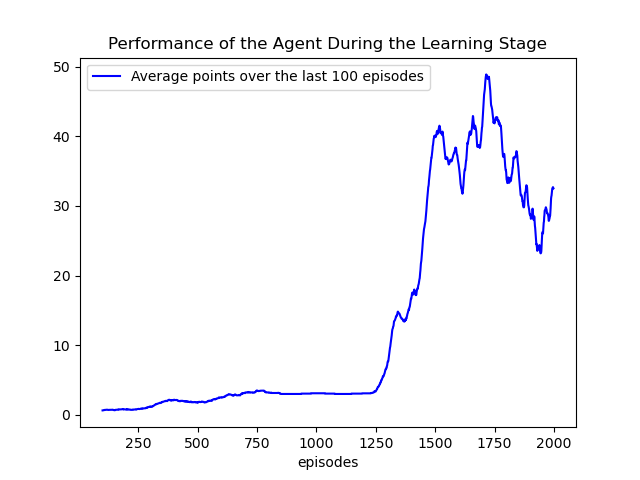 Performance of the Agent During the Learning Stage
Average points over the last 100 episodes
50
40
30
20
10
0
250 500 750 1000 1250 1500 1750 2000
episodes